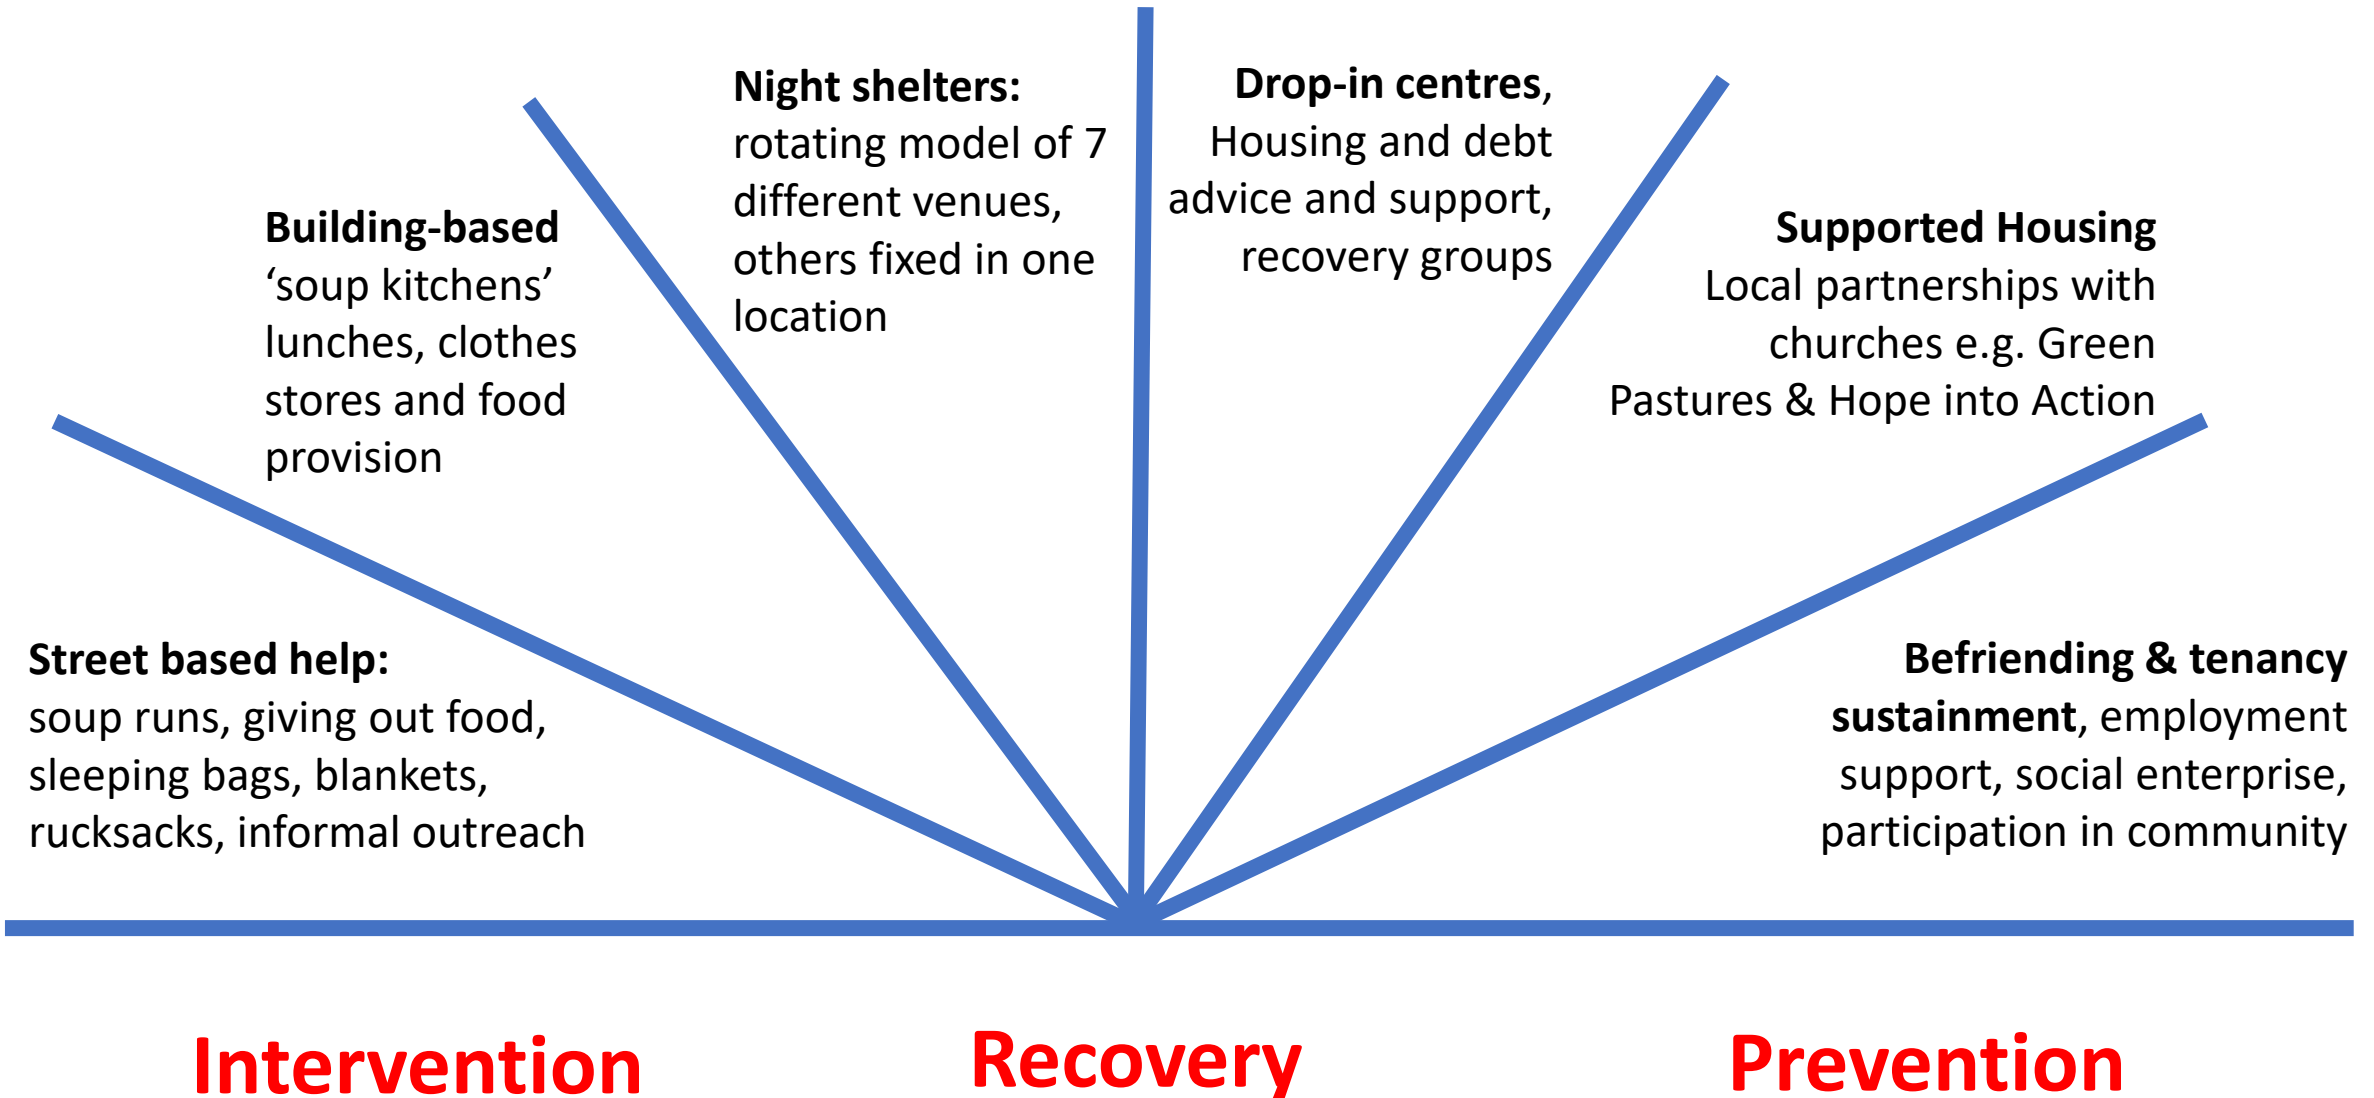 Street based help:
soup runs, giving out food,
sleeping bags, blankets,
rucksacks, informal outreach
Building-based
‘soup kitchens’
lunches, clothes
stores and food
provision
Night shelters:
rotating model of 7
different venues,
others fixed in one
location
Drop-in centres,
Housing and debt
advice and support,
recovery groups
Supported Housing
Local partnerships with
churches e.g. Green
Pastures & Hope into Action
Befriending & tenancy
sustainment, employment
support, social enterprise,
participation in community
Intervention
Recovery
Prevention